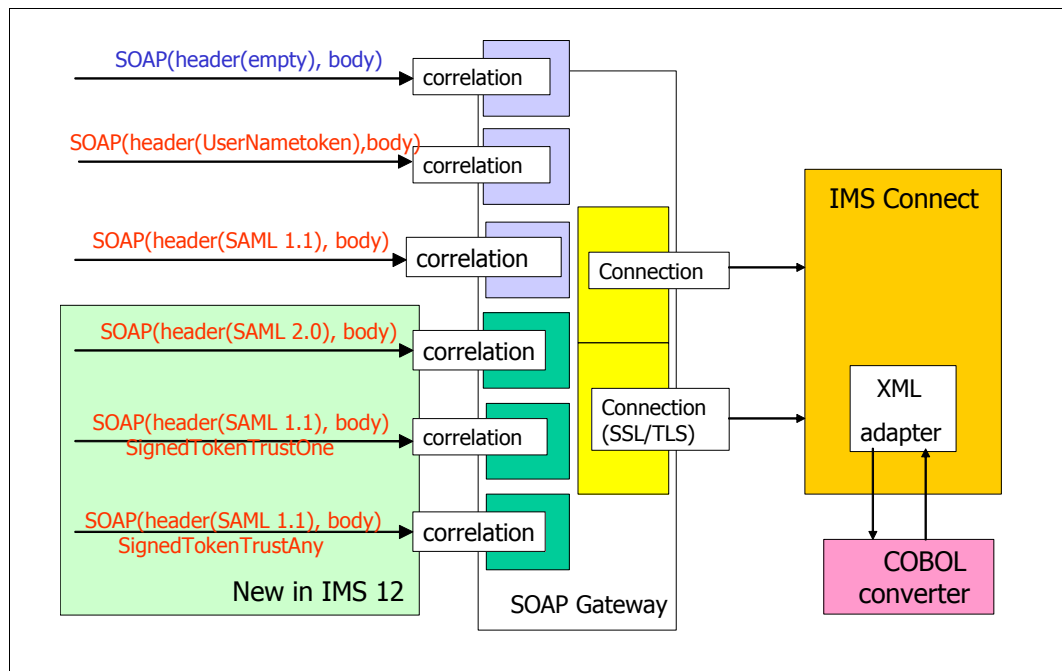 SOAP(header(empty), body)
correlation
SOAP(header(UserNametoken),body)
correlation
SOAP(header(SAML 1.1), body)
correlation
SOAP(header(SAML 2.0), body)
correlation
SOAP(header(SAML 1.1), body)
SignedTokenTrustOne
correlation
SOAP(header(SAML 1.1), body)
SignedTokenTrustAny
correlation
New in IMS 12
SOAP Gateway
Connection
Connection
(SSL/TLS)
IMS Connect
XML
adapter
COBOL
converter